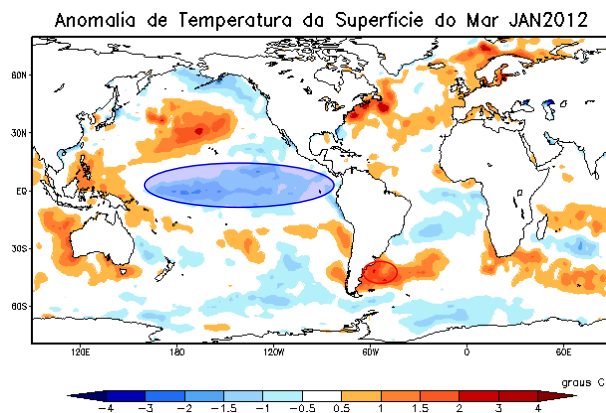 Anomalia de Temperatura da Superfície do Mar JAN2012
60N
30N
EQ
30S
60S
120E 180 120W 60W 0 60E
graus C
-4 -3 -2 -1.5 -1 -0.5 0.5 1 1.5 2 3